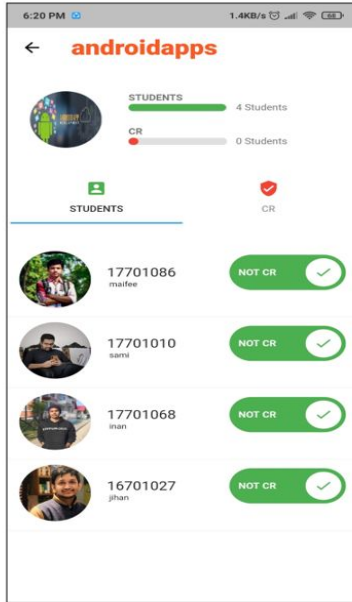 6:20 PM
1.4KB/s
68
androidapps
STUDENTS
4 Students
CR
0 Students
STUDENTS
CR
17701086
maifee
NOT CR
17701010
sami
NOT CR
17701068
inan
NOT CR
16701027
jihan
NOT CR